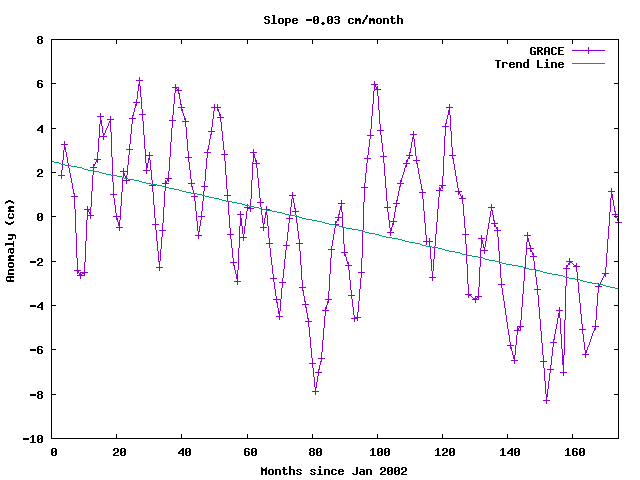 Slope -0.03 cm/month
GRACE
Trend Line
8
6
4
2
0
-2
-4
-6
-8
-10
Anomaly (cm)
0 20 40 60 80 100 120 140 160
Months since Jan 2002